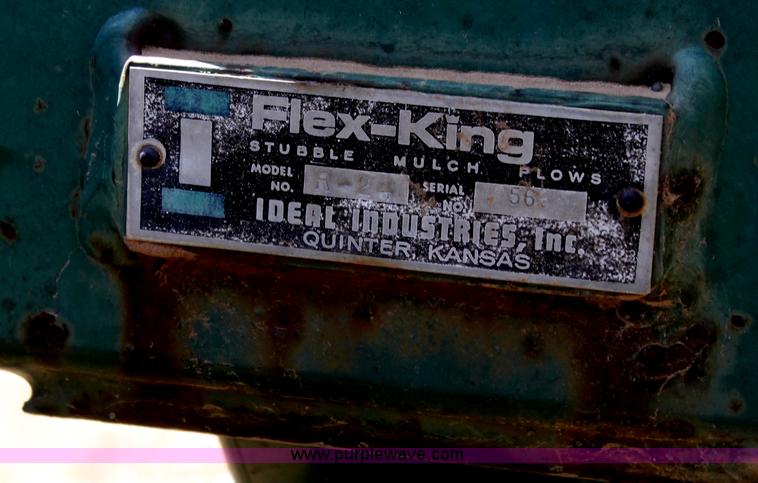 Flex-King
STUBBLE MULCH PLOWS
MODEL NO. SERIAL NO.
IDEAL INDUSTRIES, INC.
QUINTER, KANSAS
www.purplewave.com